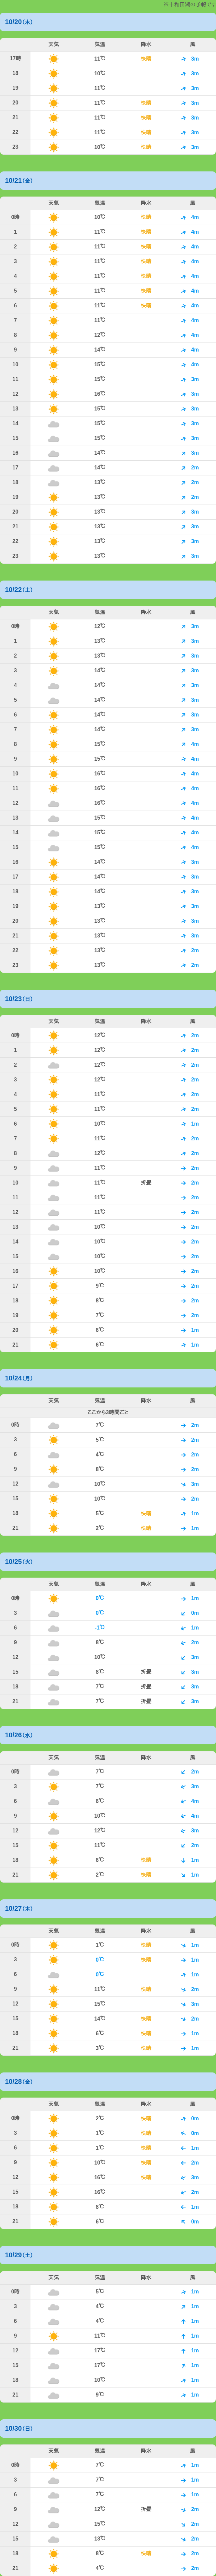 ※十和田湖の予報です
10/20(木)
天気 気温 降水 風
17時 11℃ 快晴 3m
18 10℃ 快晴 3m
19 11℃ 3m
20 11℃ 快晴 3m
21 11℃ 快晴 3m
22 11℃ 快晴 3m
23 10℃ 快晴 3m
10/21(金)
天気 気温 降水 風
0時 10℃ 快晴 4m
1 11℃ 快晴 4m
2 11℃ 快晴 4m
3 11℃ 快晴 4m
4 11℃ 快晴 4m
5 11℃ 快晴 4m
6 11℃ 快晴 4m
7 11℃ 4m
8 12℃ 4m
9 14℃ 4m
10 15℃ 4m
11 15℃ 3m
12 16℃ 3m
13 15℃ 3m
14 15℃ 3m
15 15℃ 3m
16 14℃ 3m
17 14℃ 2m
18 13℃ 2m
19 13℃ 2m
20 13℃ 3m
21 13℃ 3m
22 13℃ 3m
23 13℃ 3m
10/22(土)
天気 気温 降水 風
0時 12℃ 3m
1 13℃ 3m
2 13℃ 3m
3 14℃ 3m
4 14℃ 3m
5 14℃ 3m
6 14℃ 3m
7 14℃ 3m
8 15℃ 4m
9 15℃ 4m
10 16℃ 4m
11 16℃ 4m
12 16℃ 4m
13 15℃ 4m
14 15℃ 4m
15 15℃ 4m
16 14℃ 3m
17 14℃ 3m
18 14℃ 3m
19 13℃ 3m
20 13℃ 3m
21 13℃ 3m
22 13℃ 2m
23 13℃ 2m
10/23(日)
天気 気温 降水 風
0時 12℃ 2m
1 12℃ 2m
2 12℃ 2m
3 12℃ 2m
4 11℃ 2m
5 11℃ 2m
6 10℃ 1m
7 11℃ 2m
8 12℃ 2m
9 11℃ 2m
10 11℃ 折畳 2m
11 11℃ 2m
12 11℃ 2m
13 10℃ 2m
14 10℃ 2m
15 10℃ 2m
16 10℃ 2m
17 9℃ 2m
18 8℃ 2m
19 7℃ 2m
20 6℃ 1m
21 6℃ 1m
10/24(月)
天気 気温 降水 風
ここから3時間ごと
0時 7℃ 2m
3 5℃ 2m
6 4℃ 2m
9 8℃ 2m
12 10℃ 3m
15 10℃ 2m
18 5℃ 快晴 1m
21 2℃ 快晴 1m
10/25(火)
天気 気温 降水 風
0時 0℃ 1m
3 0℃ 0m
6 -1℃ 1m
9 8℃ 2m
12 10℃ 3m
15 8℃ 折畳 3m
18 7℃ 折畳 3m
21 7℃ 折畳 3m
10/26(水)
天気 気温 降水 風
0時 7℃ 2m
3 7℃ 3m
6 6℃ 4m
9 10℃ 4m
12 12℃ 3m
15 11℃ 2m
18 6℃ 快晴 1m
21 2℃ 快晴 1m
10/27(木)
天気 気温 降水 風
0時 1℃ 快晴 1m
3 0℃ 快晴 1m
6 0℃ 1m
9 11℃ 快晴 2m
12 15℃ 3m
15 14℃ 快晴 2m
18 6℃ 快晴 1m
21 3℃ 快晴 1m
10/28(金)
天気 気温 降水 風
0時 2℃ 快晴 0m
3 1℃ 快晴 0m
6 1℃ 快晴 1m
9 10℃ 快晴 2m
12 16℃ 快晴 3m
15 16℃ 2m
18 8℃ 1m
21 6℃ 0m
10/29(土)
天気 気温 降水 風
0時 5℃ 1m
3 4℃ 1m
6 4℃ 1m
9 11℃ 1m
12 17℃ 1m
15 17℃ 1m
18 10℃ 1m
21 9℃ 1m
10/30(日)
天気 気温 降水 風
0時 7℃ 1m
3 7℃ 1m
6 7℃ 1m
9 12℃ 折畳 2m
12 15℃ 2m
15 13℃ 2m
18 8℃ 快晴 2m
21 4℃ 2m